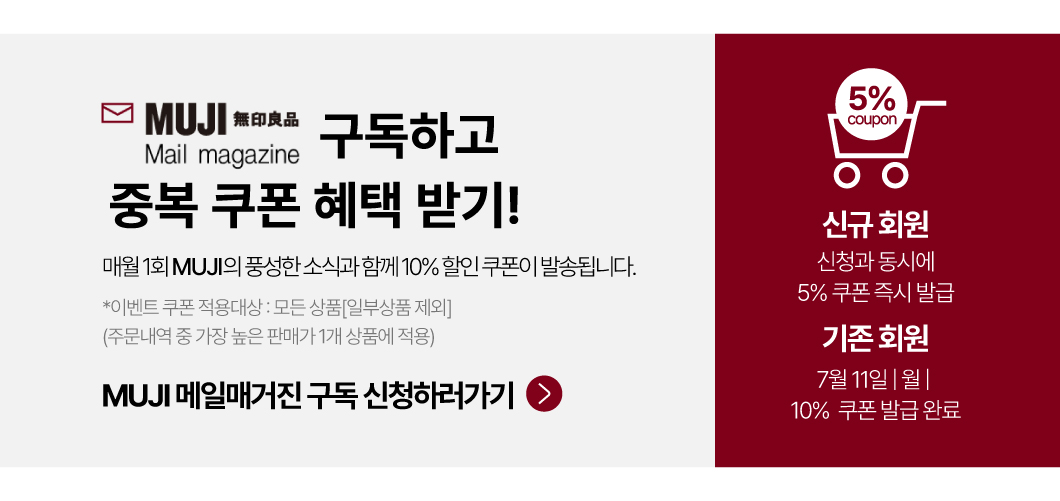 MUJI 無印良品
Mail magazine
구독하고
중복 쿠폰 혜택 받기!
매월 1회 MUJI의 풍성한 소식과 함께 10% 할인 쿠폰이 발송됩니다.
*이벤트 쿠폰 적용대상 : 모든 상품[일부상품 제외]
(주문내역 중 가장 높은 판매가 1개 상품에 적용)
MUJI 메일매거진 구독 신청하러가기
5%
coupon
신규 회원
신청과 동시에
5% 쿠폰 즉시 발급
기존 회원
7월 11일 | 월 |
10% 쿠폰 발급 완료